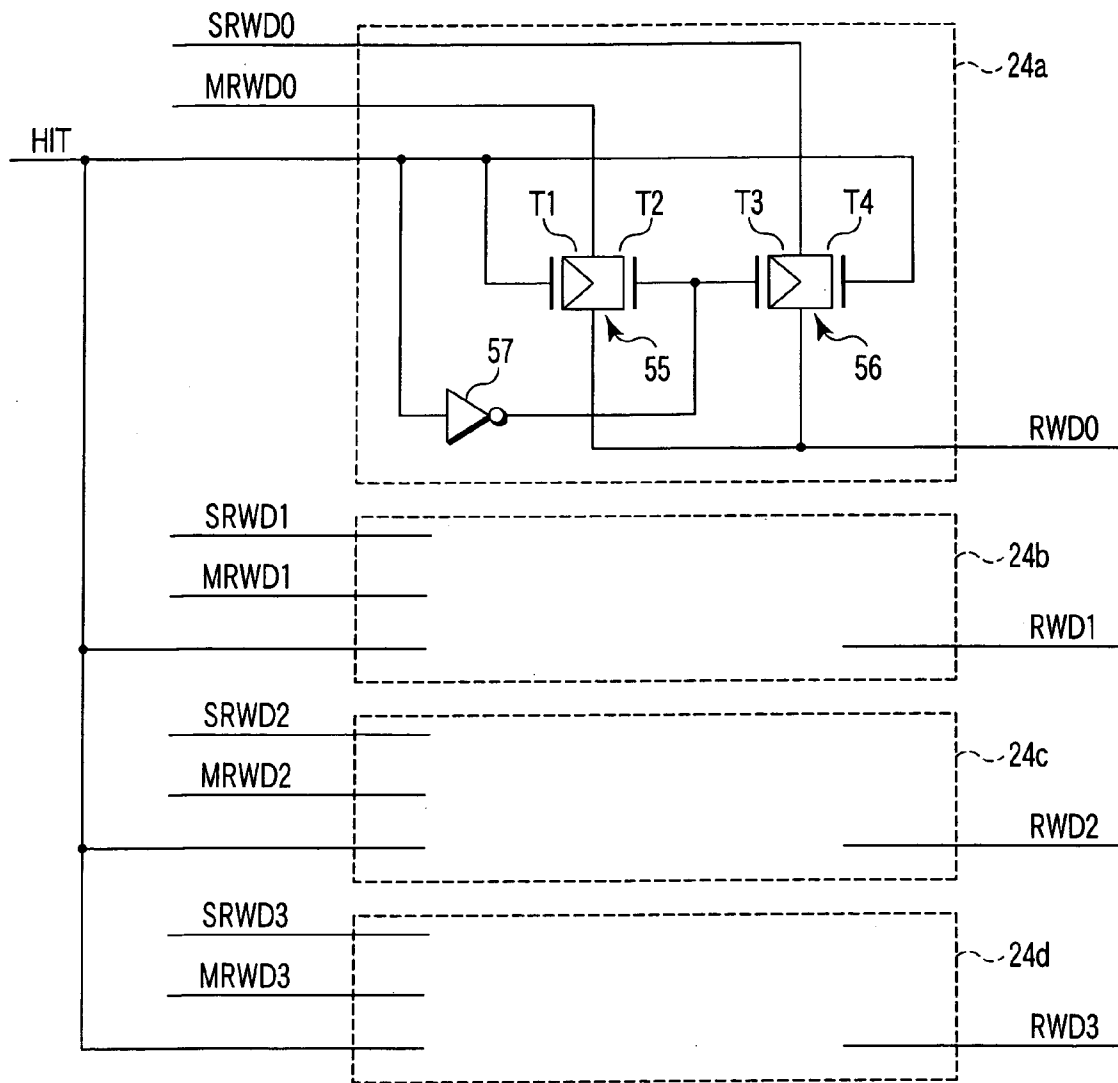 SRWD0
24a
MRWD0
HIT
T1 T2 T3 T4
57
55
56
RWD0
SRWD1
24b
MRWD1
RWD1
SRWD2
24c
MRWD2
RWD2
SRWD3
24d
MRWD3
RWD3